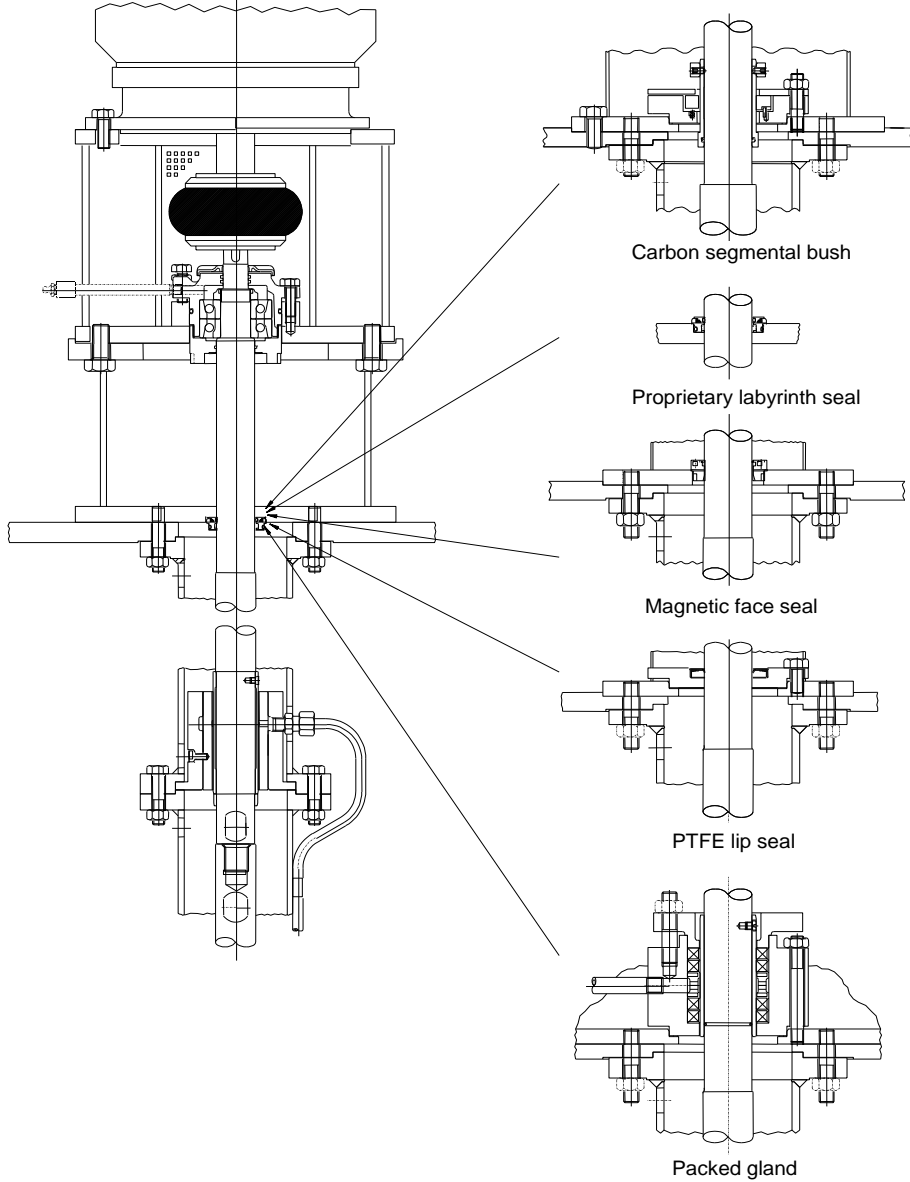 Carbon segmental bush
Proprietary labyrinth seal
Magnetic face seal
PTFE lip seal
Packed gland